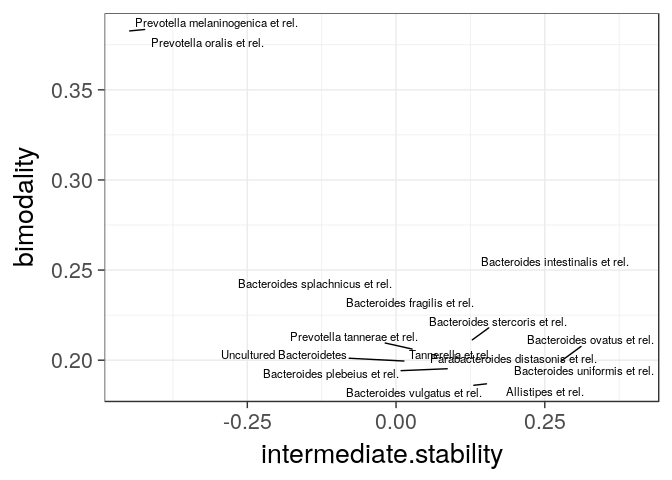 Prevotella melaninogenica et rel.
Prevotella oralis et rel.
0.35
0.30
bimodality
0.25
Bacteroides intestinalis et rel.
Bacteroides splachnicus et rel.
Bacteroides fragilis et rel.
Bacteroides stercoris et rel.
Prevotella tannerae et rel.
Bacteroides ovatus et rel.
Uncultured Bacteroidetes
Tannerella et rel.
Parabacteroides distasonis et rel.
0.20
Bacteroides plebeius et rel.
Bacteroides uniformis et rel.
Bacteroides vulgatus et rel.
Allistipes et rel.
-0.25
0.00
0.25
intermediate.stability